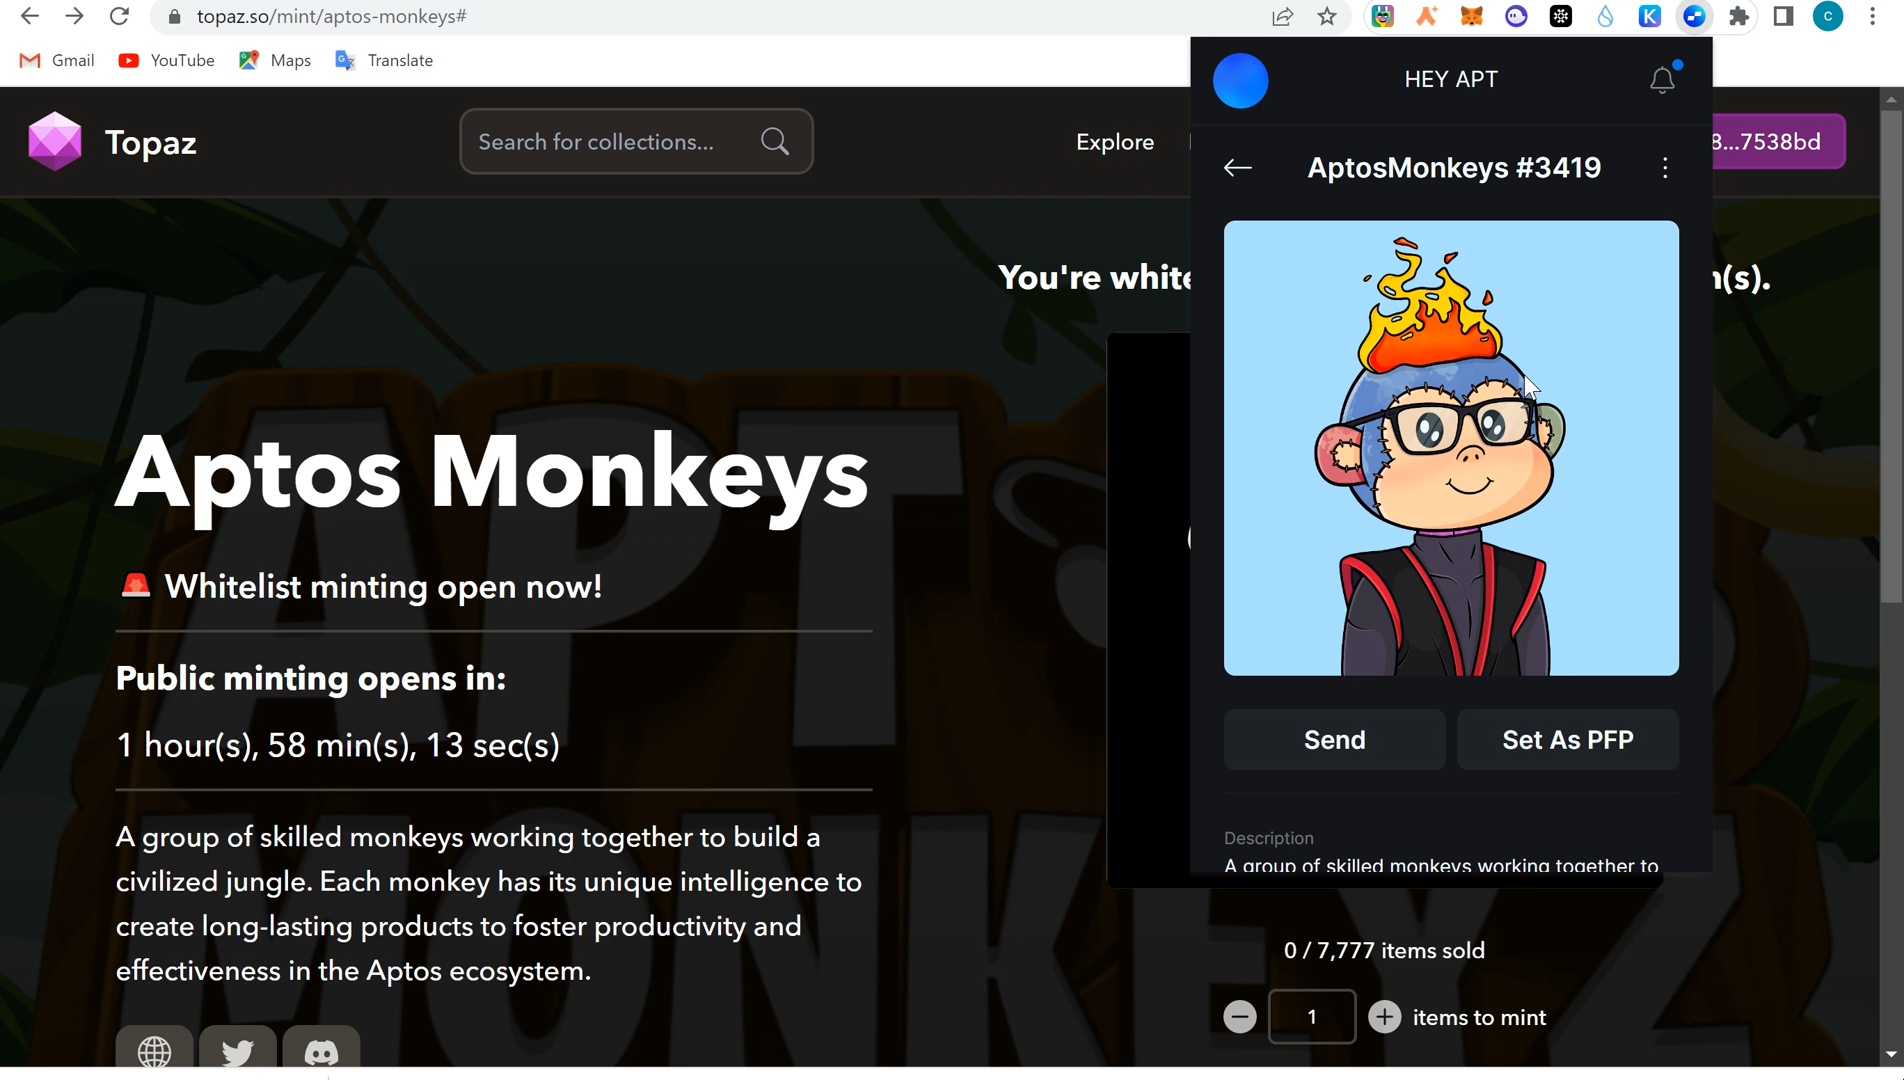 topaz.so/mint/aptos-monkeys#
Gmail
YouTube
Maps
Translate
Topaz
Search for collections...
Explore
8...7538bd
HEY APT
AptosMonkeys #3419
You're white
n(s).
Aptos Monkeys
Whitelist minting open now!
Public minting opens in:
1 hour(s), 58 min(s), 13 sec(s)
A group of skilled monkeys working together to build a
civilized jungle. Each monkey has its unique intelligence to
create long-lasting products to foster productivity and
effectiveness in the Aptos ecosystem.
Send
Set As PFP
Description
A group of skilled monkeys working together to
0 / 7,777 items sold
1
items to mint
C
K
APT
MONKEYZ